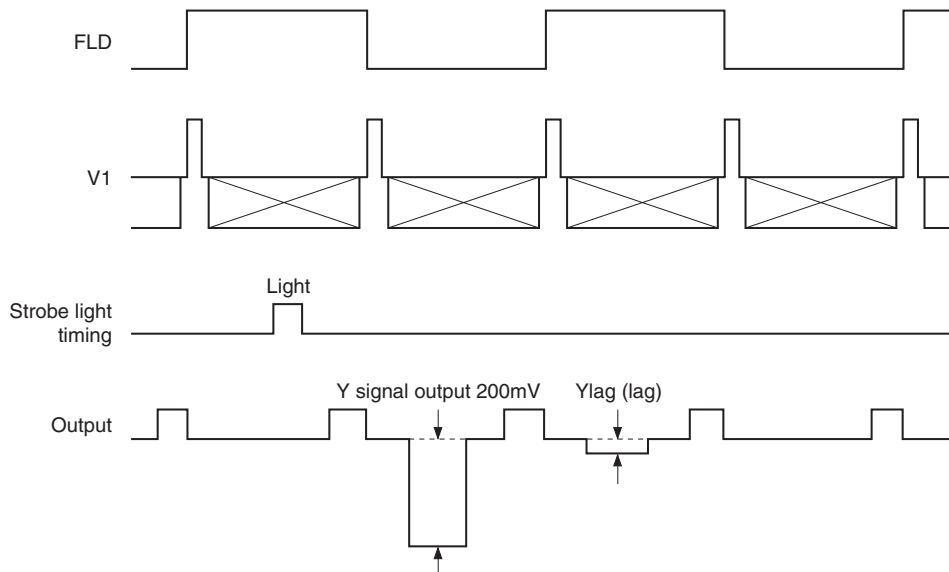 FLD
V1
Light
Strobe light
timing
Y signal output 200mV
Ylag (lag)
Output